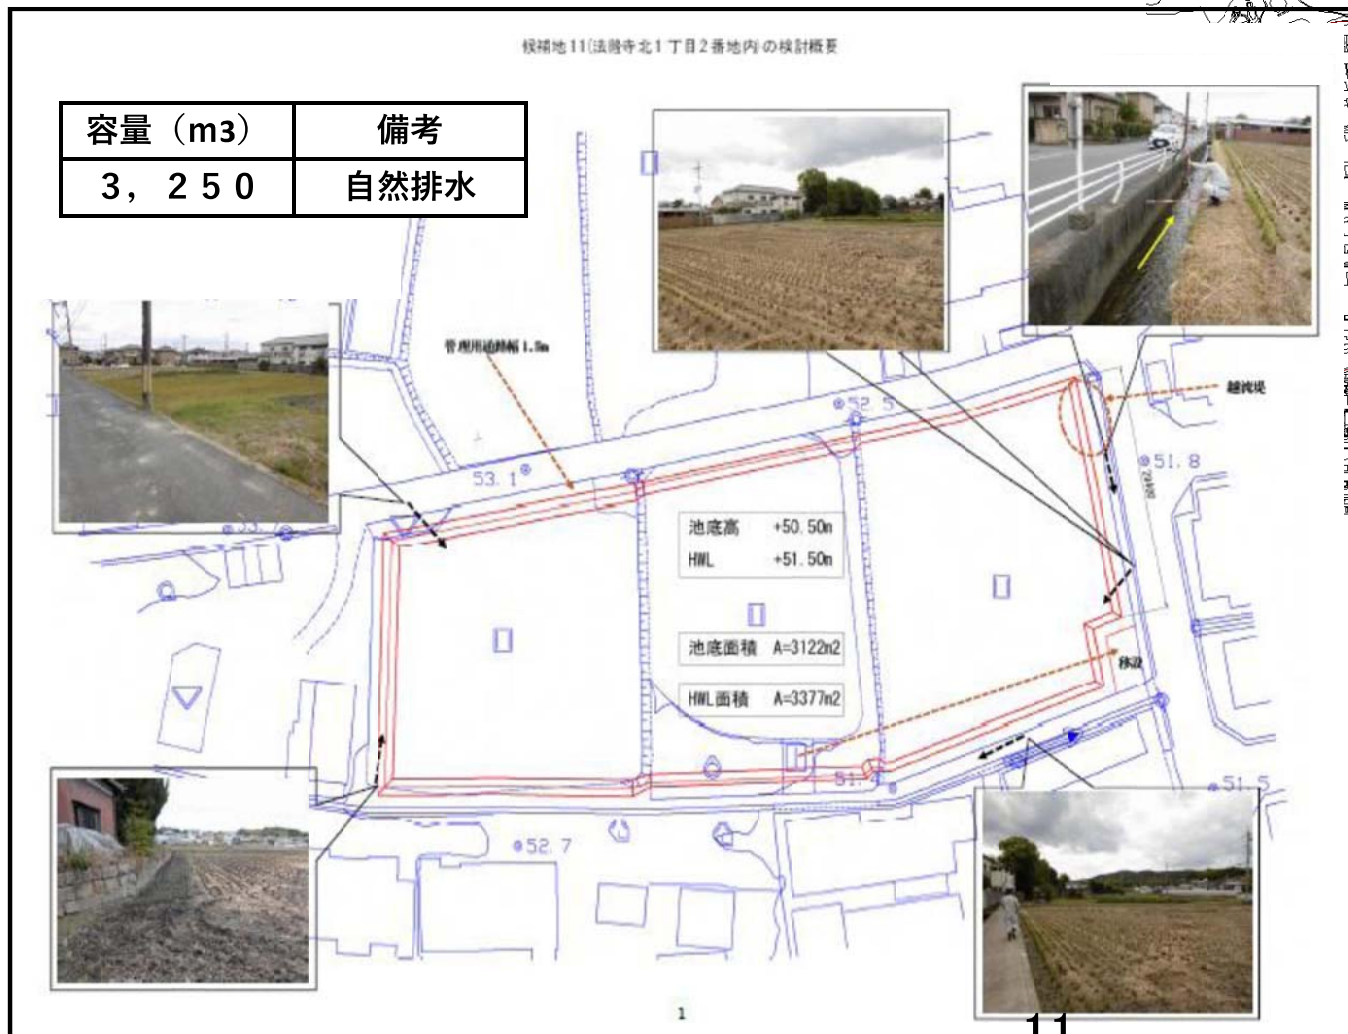 候補地11(法隆寺北1丁目2番地内)の検討概要
容量（m3） 備考
３，２５０ 自然排水
管理用通路幅1.5m
越流堤
52.5
53.1
51.8
池底高 +50.50m
HWL +51.50m
池底面積 A=3122m2
HWL面積 A=3377m2
移設
51.5
52.7
1
11